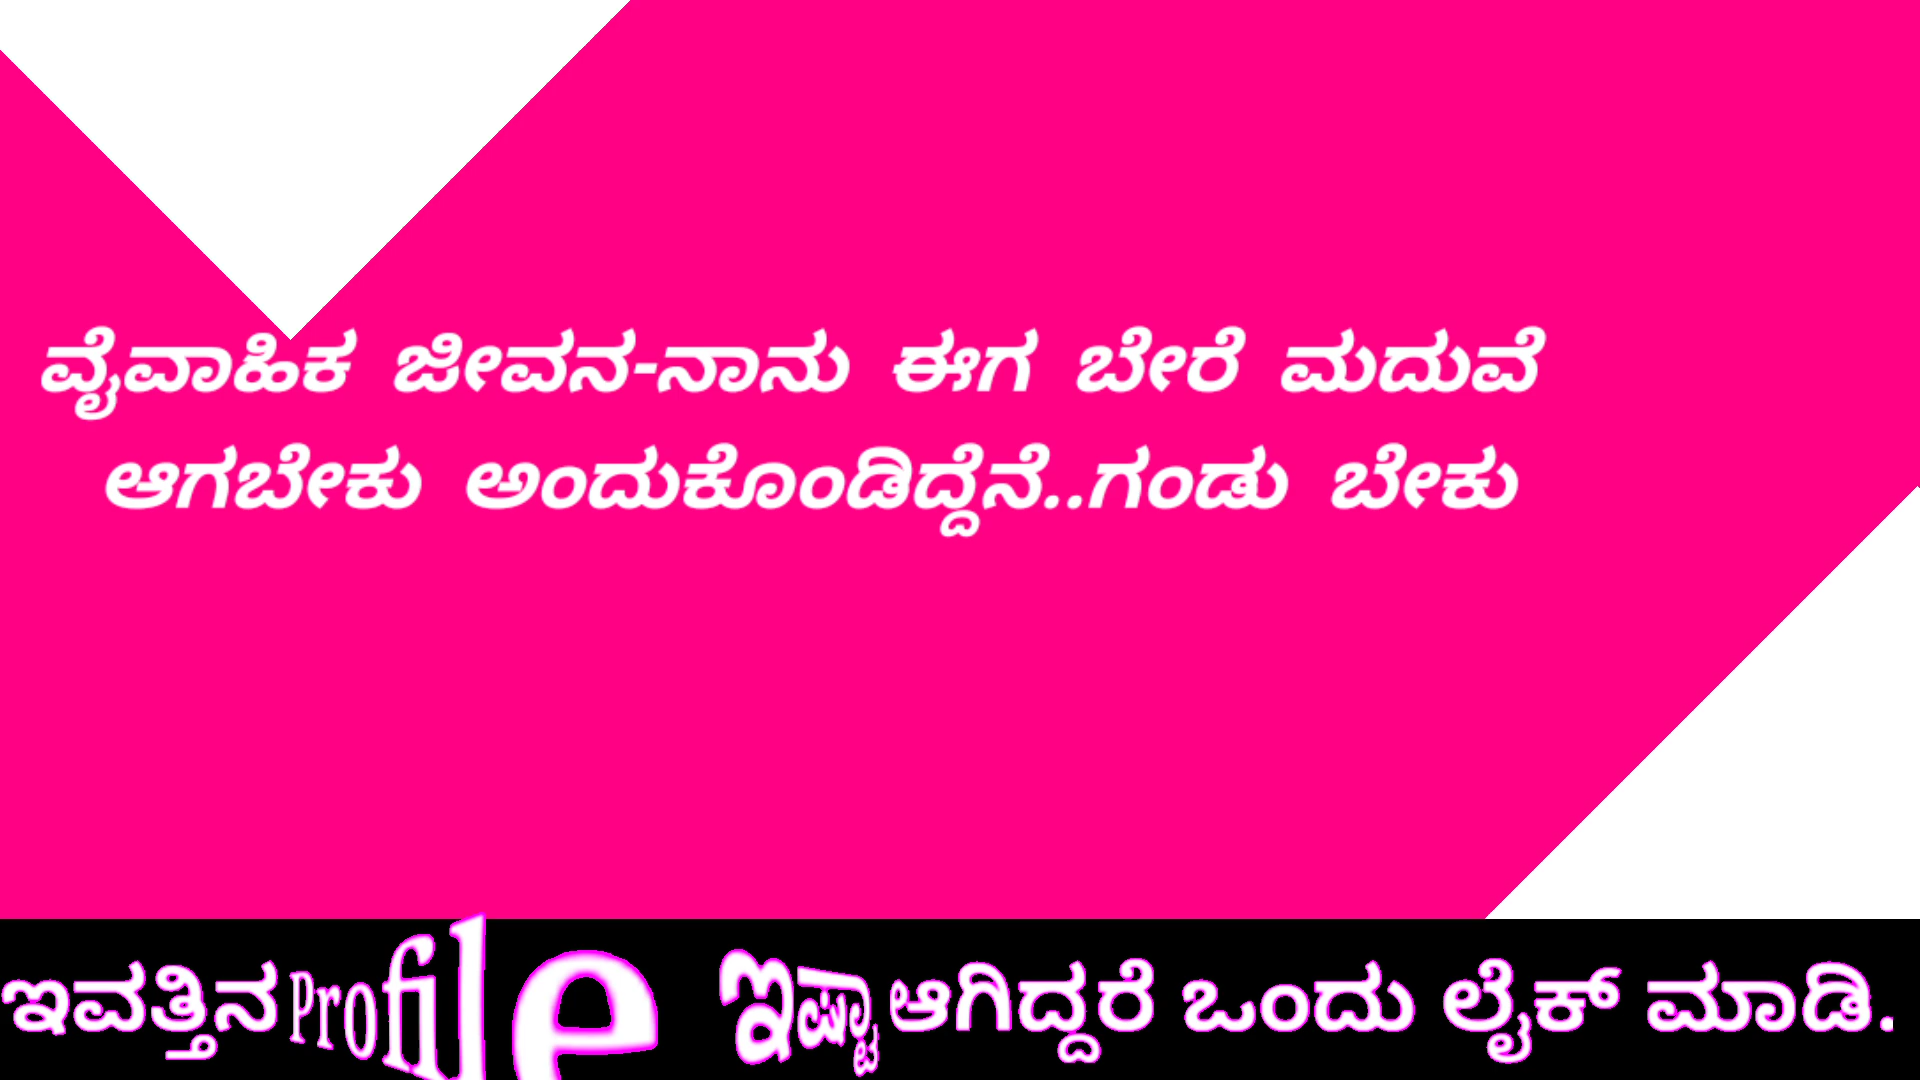 ವೈವಾಹಿಕ ಜೀವನ-ನಾನು ಈಗ ಬೇರೆ ಮದುವೆ
ಆಗಬೇಕು ಅಂದುಕೊಂಡಿದ್ದೆನೆ..ಗಂಡು ಬೇಕು
ಇವತ್ತಿನ Profile ಇಷ್ಟಾ ಆಗಿದ್ದರೆ ಒಂದು ಲೈಕ್ ಮಾಡಿ.